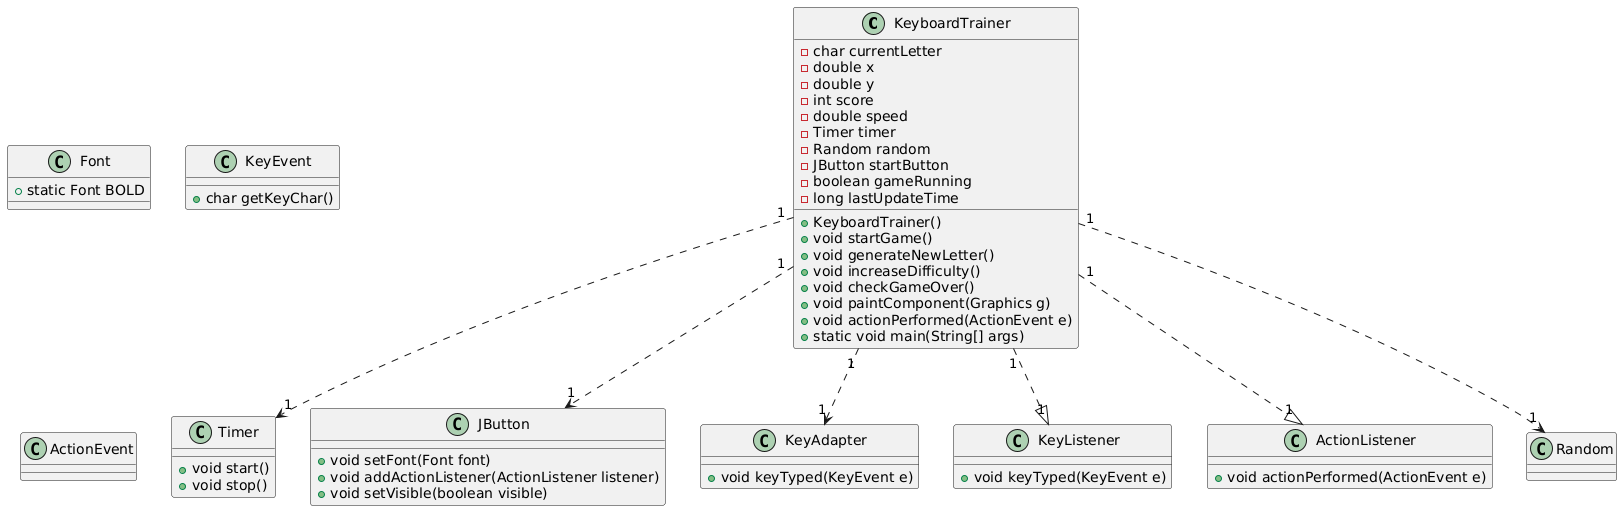 C KeyboardTrainer
char currentLetter
double x
double y
int score
double speed
Timer timer
Random random
JButton startButton
boolean gameRunning
long lastUpdateTime
KeyboardTrainer()
void startGame()
void generateNewLetter()
void increaseDifficulty()
void checkGameOver()
void paintComponent(Graphics g)
void actionPerformed(ActionEvent e)
static void main(String[] args)
C Font
static Font BOLD
C KeyEvent
char getKeyChar()
1
1
1
1
1
1
1
1
1
1
1
1
C ActionEvent
C Timer
void start()
void stop()
C JButton
void setFont(Font font)
void addActionListener(ActionListener listener)
void setVisible(boolean visible)
C KeyAdapter
void keyTyped(KeyEvent e)
C KeyListener
void keyTyped(KeyEvent e)
C ActionListener
void actionPerformed(ActionEvent e)
C Random